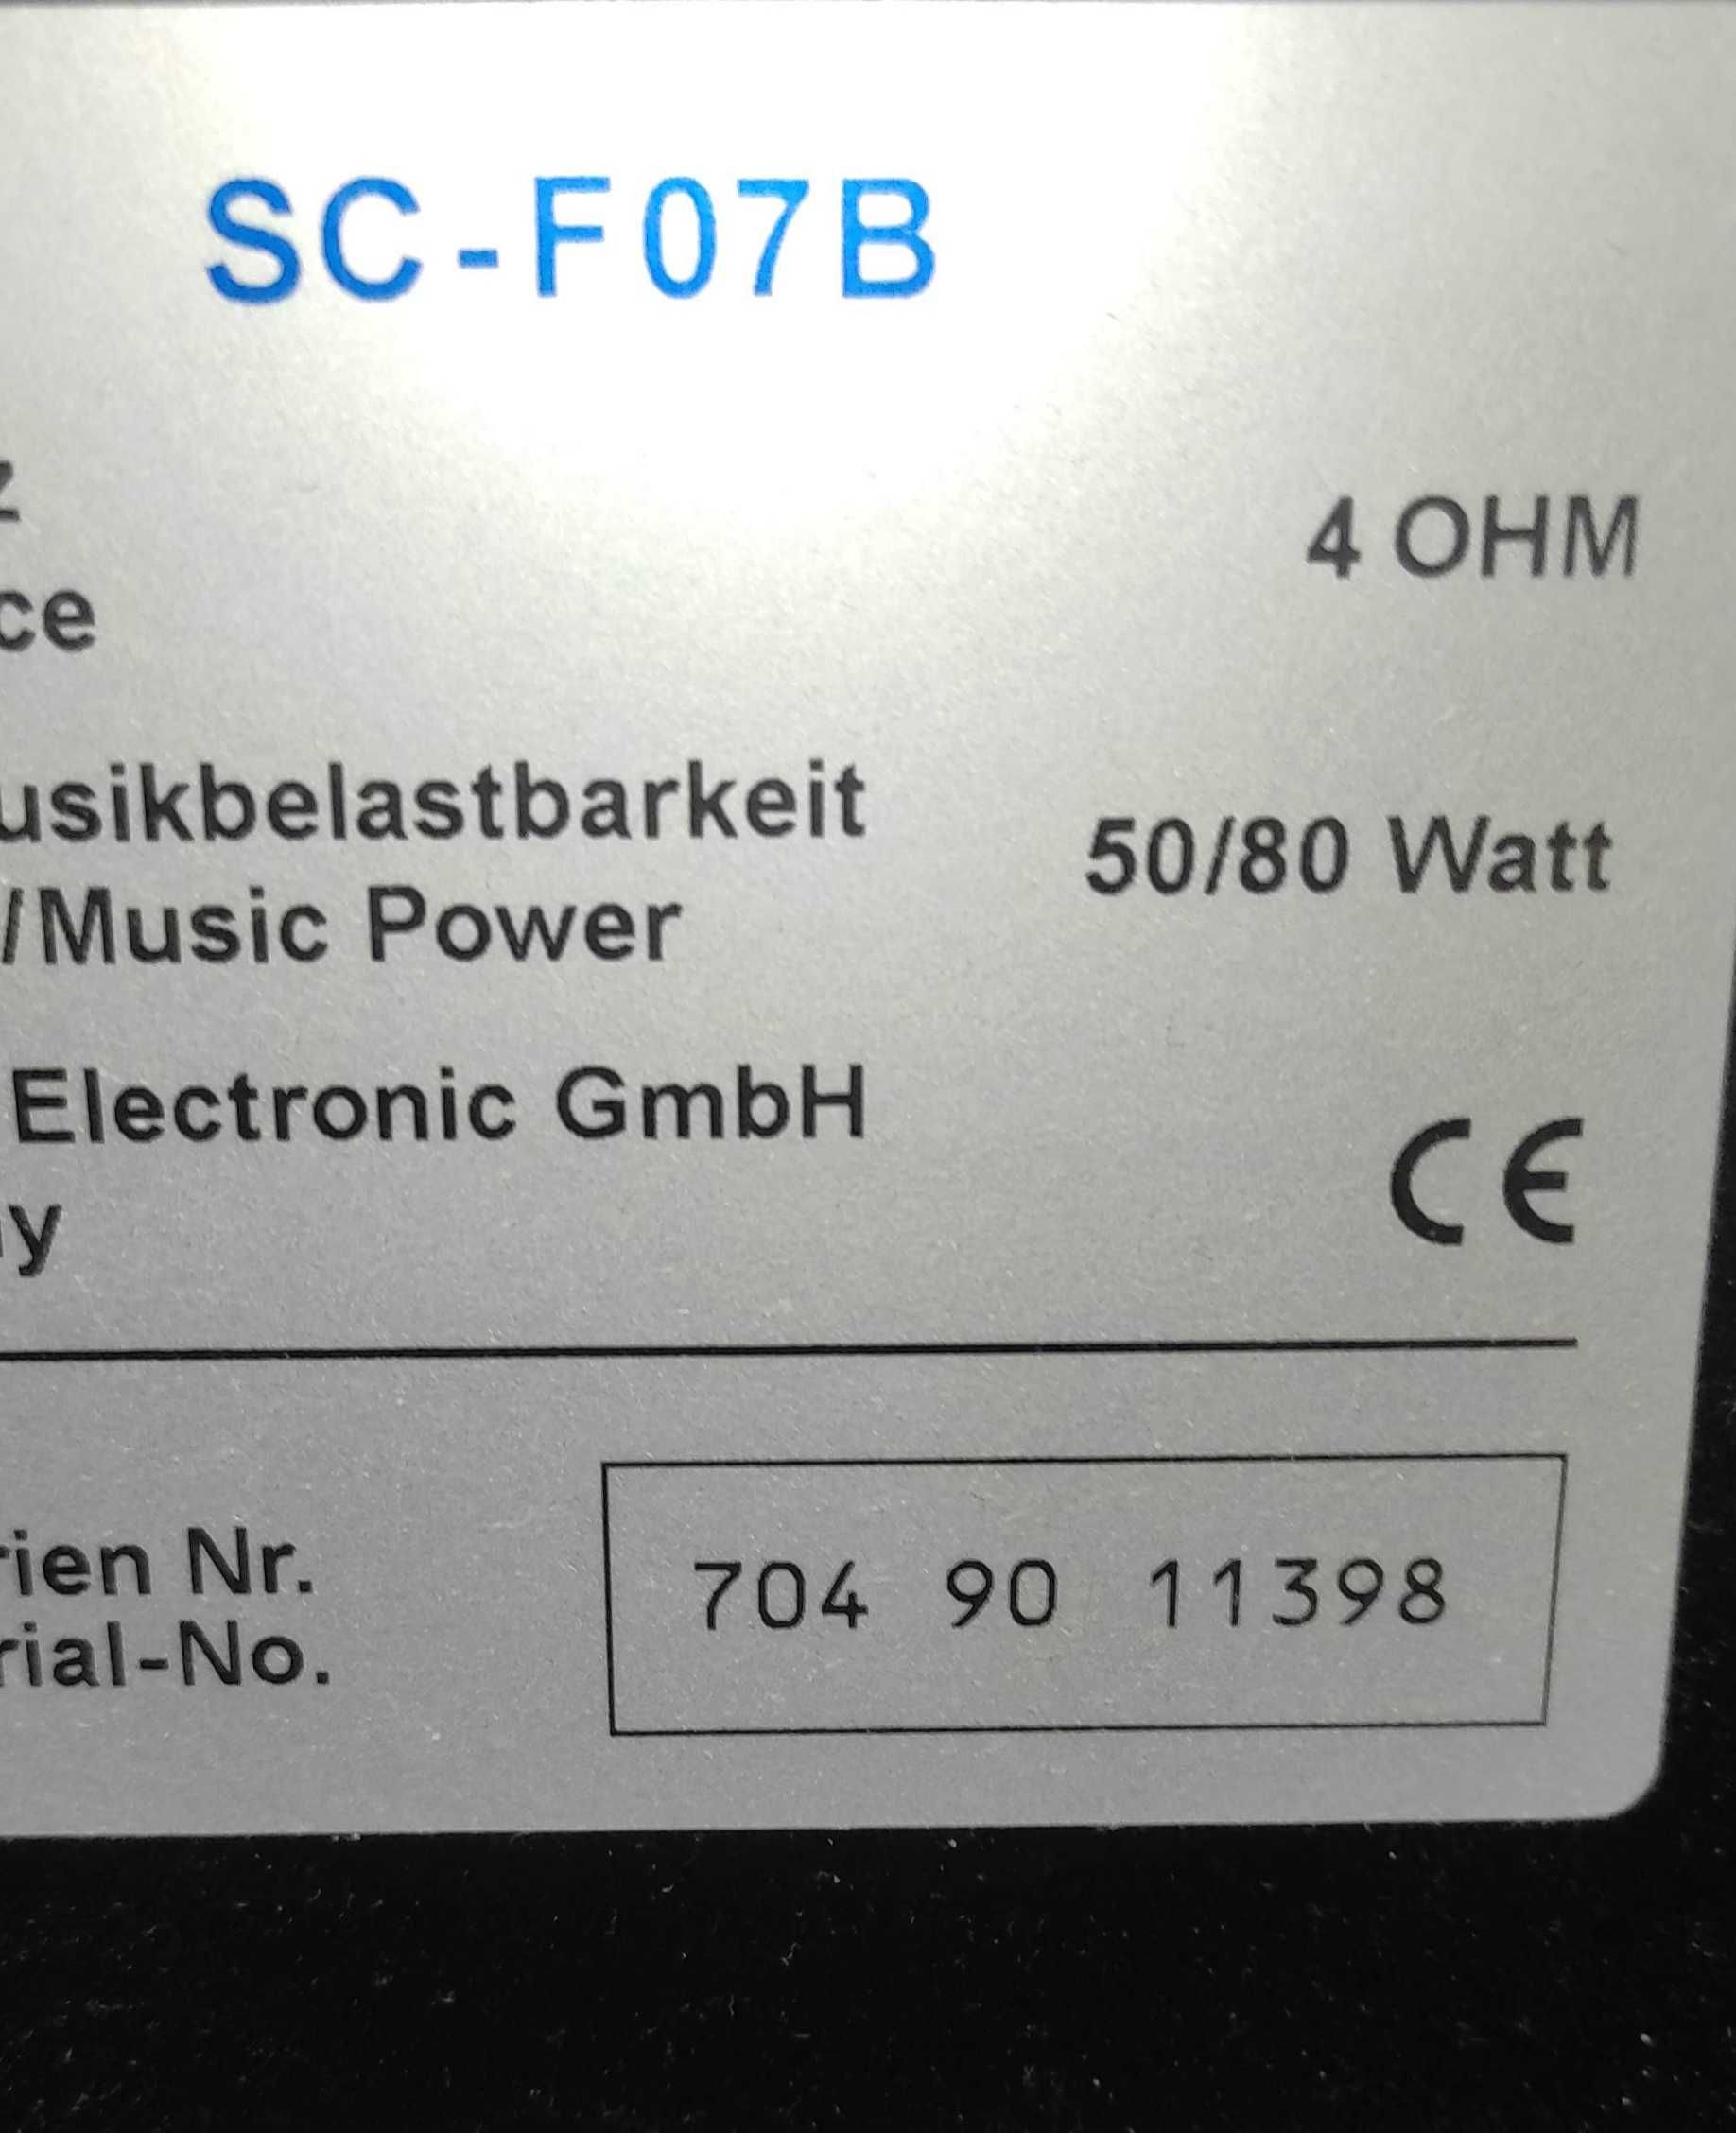 SC-F07B
z
4 OHM
ce
usikbelastbarkeit
50/80 Watt
/Music Power
Electronic GmbH
CE
y
rien Nr.
704 90 11398
rial-No.